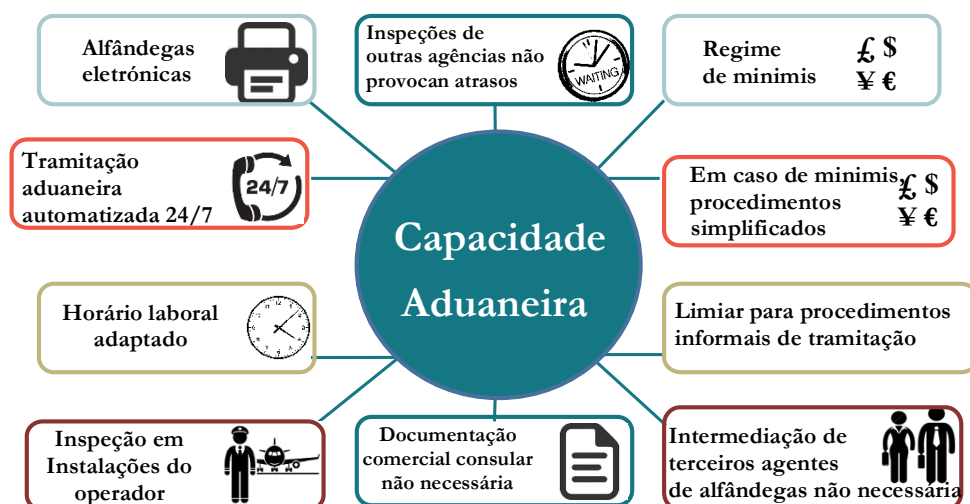 Alfândegas
eletrónicas
Inspeções de
outras agências não
provocan atrasos
WAITING
Regime
de minimis
£ $
¥ €
Tramitação
aduaneira
automatizada 24/7
24/7
Em caso de minimis,
procedimentos
simplificados
£ $
¥ €
Capacidade
Aduaneira
Horário laboral
adaptado
Limiar para procedimentos
informais de tramitação
Inspeção em
Instalações do
operador
Documentação
comercial consular
não necessária
Intermediação de
terceiros agentes
de alfândegas não necessária